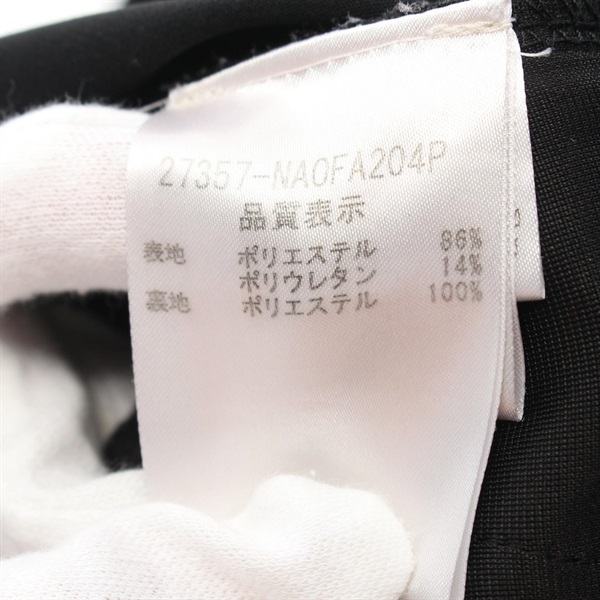 27357-NA0FA204P
品質表示
表地 ポリエステル 86%
ポリウレタン 14%
裏地 ポリエステル 100%